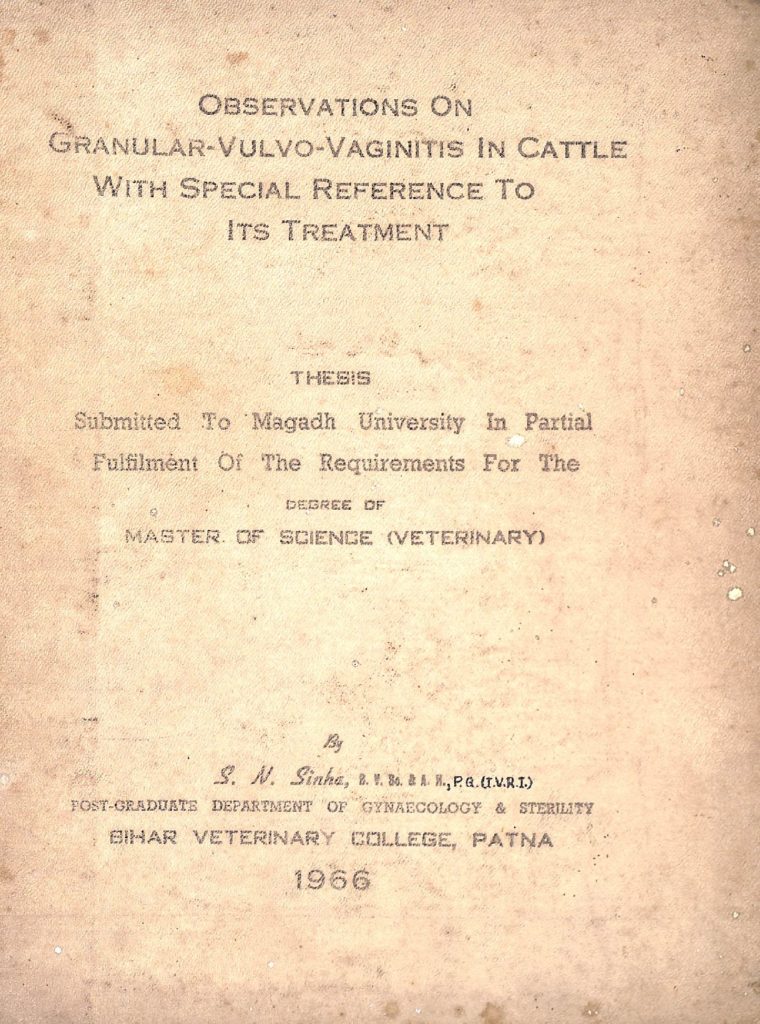 OBSERVATIONS ON
GRANULAR-VULVO-VAGINITIS IN CATTLE
WITH SPECIAL REFERENCE TO
ITS TREATMENT
THESIS
Submitted To Magadh University In Partial
Fulfilment Of The Requirements For The
DEGREE OF
MASTER OF SCIENCE (VETERINARY)
By
S. N. Sinha, B. V. Sc. & A. H., P.G.(I.V.R.I.)
POST-GRADUATE DEPARTMENT OF GYNAECOLOGY & STERILITY
BIHAR VETERINARY COLLEGE, PATNA
1966